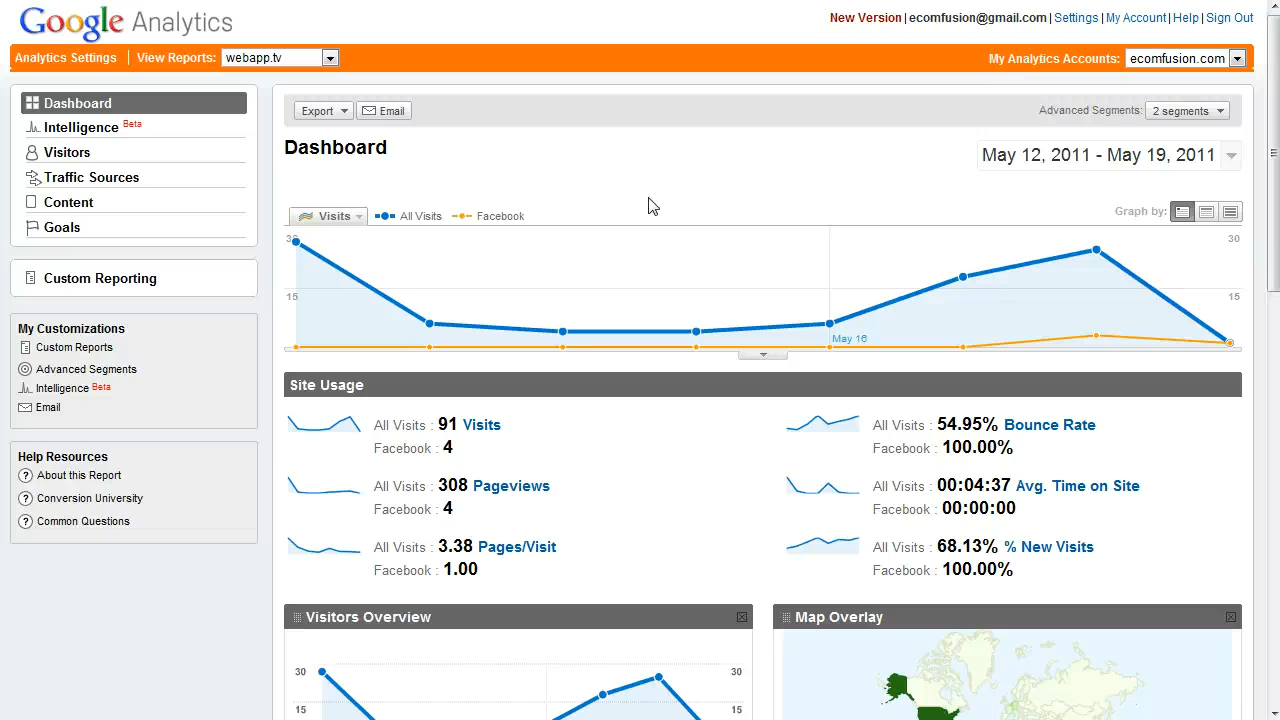 Google Analytics
New Version | ecomfusion@gmail.com | Settings | My Account | Help | Sign Out
Analytics Settings | View Reports: webapp.tv
My Analytics Accounts: ecomfusion.com
Dashboard
Intelligence Beta
Visitors
Traffic Sources
Content
Goals
Custom Reporting
My Customizations
Custom Reports
Advanced Segments
Intelligence Beta
Email
Help Resources
? About this Report
? Conversion University
? Common Questions
Export Email
Advanced Segments: 2 segments
Dashboard
May 12, 2011 - May 19, 2011
Visits All Visits Facebook
Graph by:
30 30
15 15
May 16
Site Usage
All Visits : 91 Visits
Facebook : 4
All Visits : 308 Pageviews
Facebook : 4
All Visits : 3.38 Pages/Visit
Facebook : 1.00
All Visits : 54.95% Bounce Rate
Facebook : 100.00%
All Visits : 00:04:37 Avg. Time on Site
Facebook : 00:00:00
All Visits : 68.13% % New Visits
Facebook : 100.00%
Visitors Overview
30 30
15 15
Map Overlay